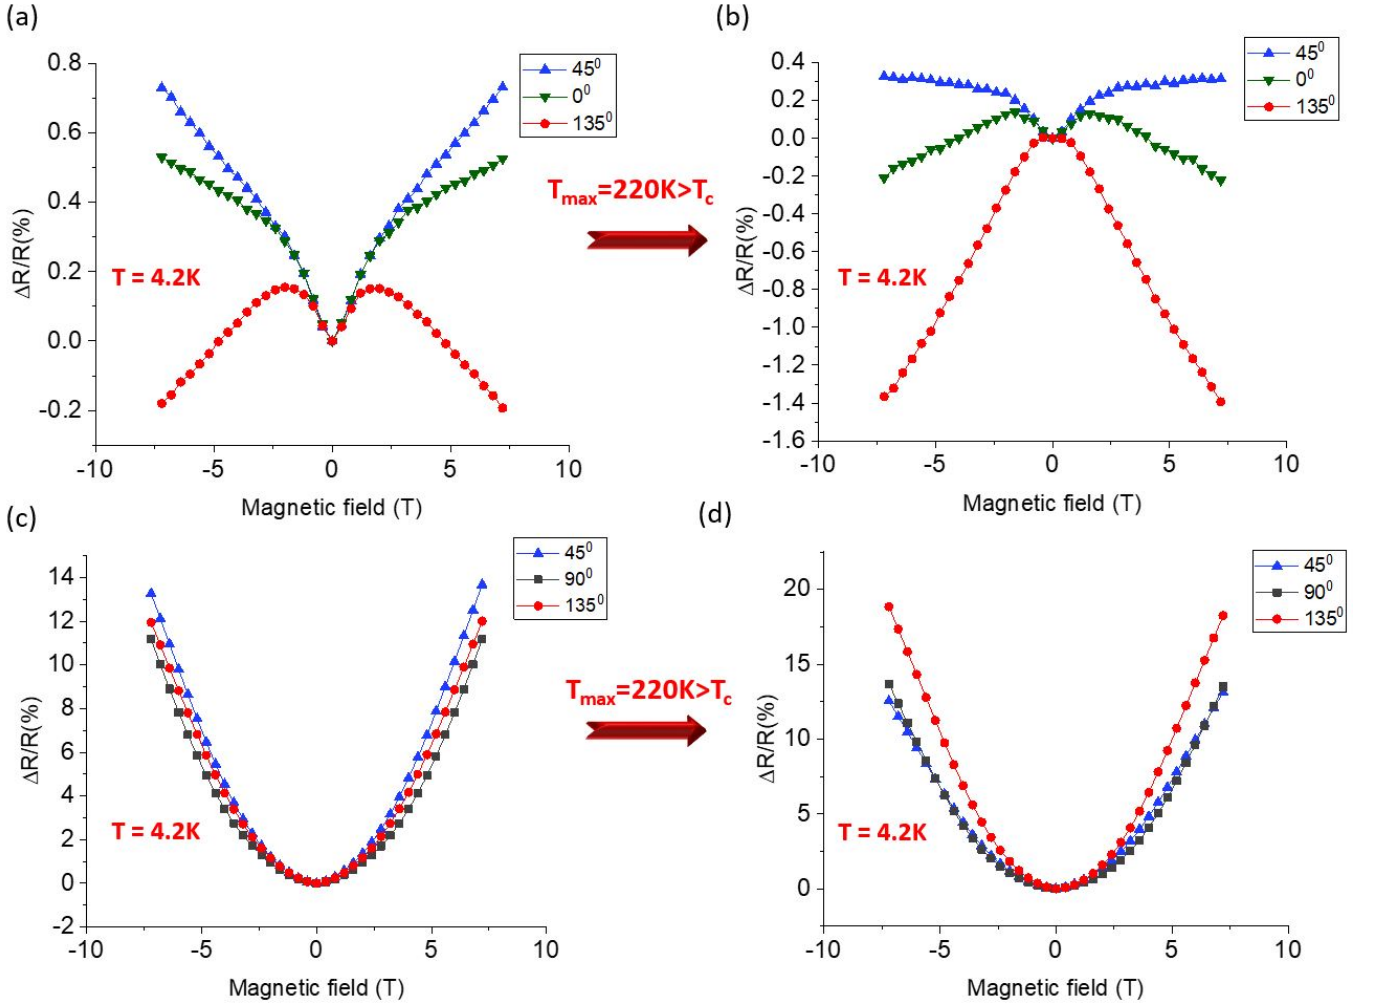 (a)
0.8
0.6
0.4
0.2
0.0
-0.2
-10 -5 0 5 10
ΔR/R(%)
Magnetic field (T)
45⁰
0⁰
135⁰
T = 4.2K
Tmax=220K>Tc
(b)
0.4
0.2
0.0
-0.2
-0.4
-0.6
-0.8
-1.0
-1.2
-1.4
-1.6
-10 -5 0 5 10
ΔR/R(%)
Magnetic field (T)
45⁰
0⁰
135⁰
T = 4.2K
(c)
14
12
10
8
6
4
2
0
-2
-10 -5 0 5 10
ΔR/R(%)
Magnetic field (T)
45⁰
90⁰
135⁰
T = 4.2K
Tmax=220K>Tc
(d)
20
15
10
5
0
-10 -5 0 5 10
ΔR/R(%)
Magnetic field (T)
45⁰
90⁰
135⁰
T = 4.2K